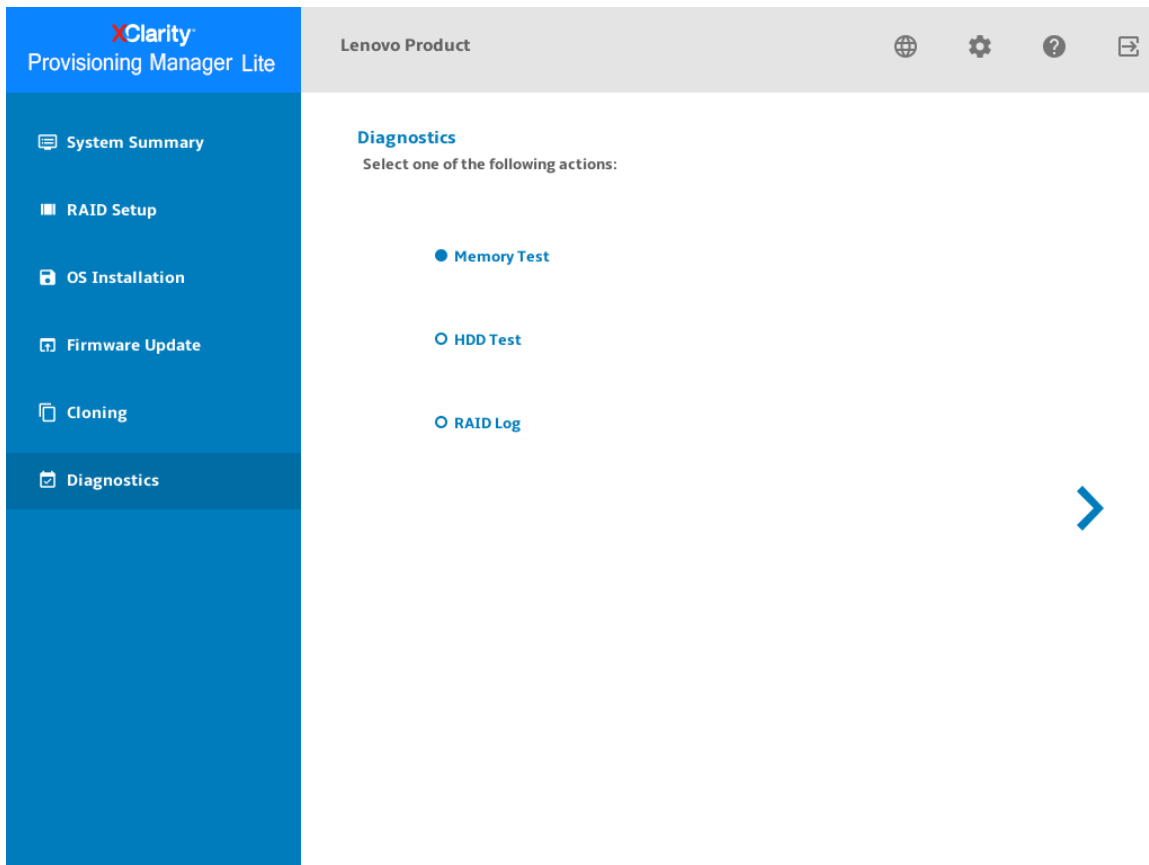 XClarity
Provisioning Manager Lite
Lenovo Product
System Summary
RAID Setup
OS Installation
Firmware Update
Cloning
Diagnostics
Diagnostics
Select one of the following actions:
Memory Test
HDD Test
RAID Log